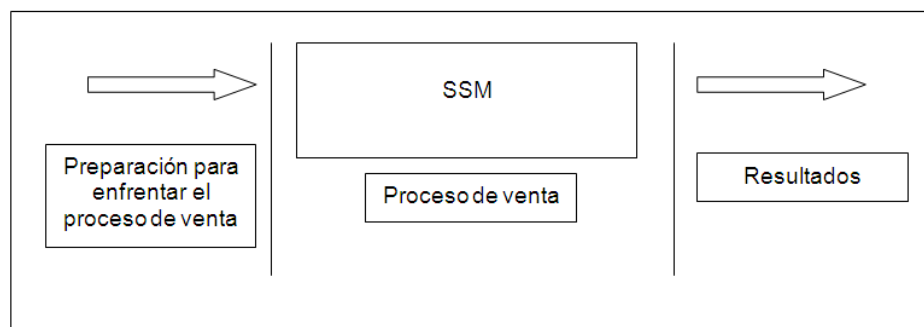 SSM
Preparación para
enfrentar el
proceso de venta
Proceso de venta
Resultados